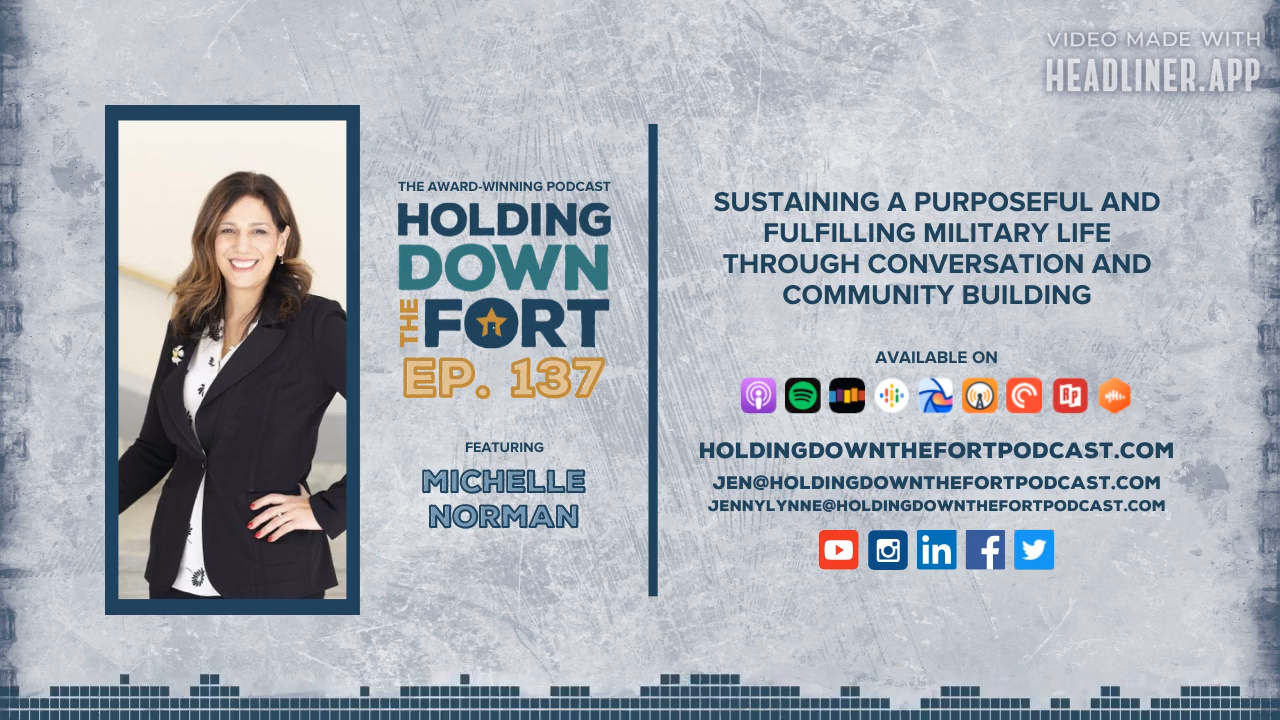 VIDEO MADE WITH
HEADLINER.APP
THE AWARD-WINNING PODCAST
HOLDING
DOWN
THE FORT
EP. 137
FEATURING
MICHELLE
NORMAN
SUSTAINING A PURPOSEFUL AND
FULFILLING MILITARY LIFE
THROUGH CONVERSATION AND
COMMUNITY BUILDING
AVAILABLE ON
RP
HOLDINGDOWNTHEFORTPODCAST.COM
JEN@HOLDINGDOWNTHEFORTPODCAST.COM
JENNYLYNNE@HOLDINGDOWNTHEFORTPODCAST.COM
in f